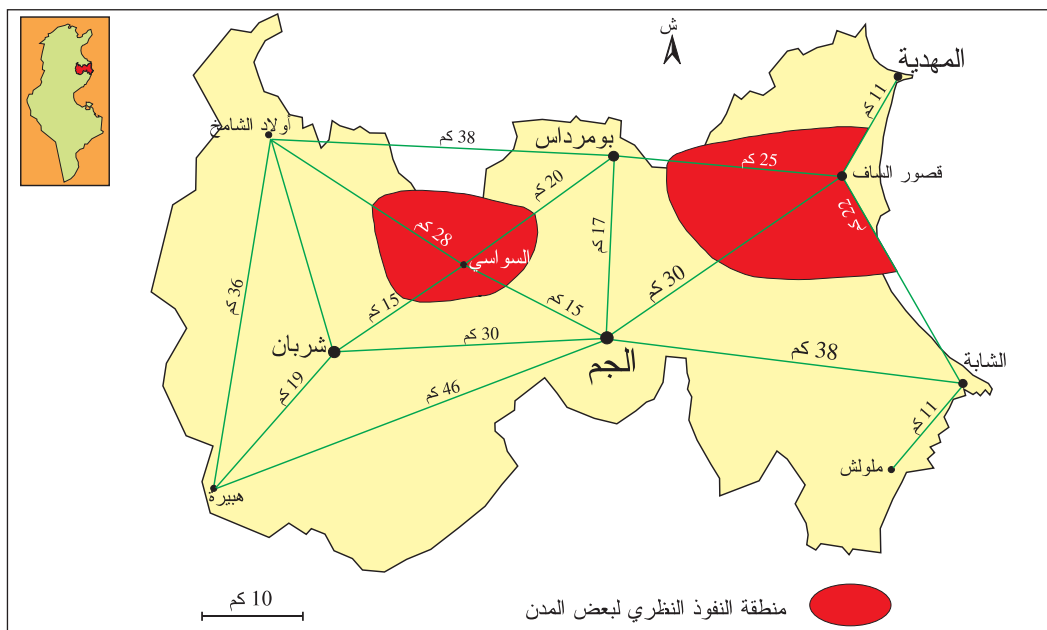 ش
المهدية
11 كم
أولاد الشامخ
38 كم
بومرداس
25 كم
قصور الساف
20 كم
22 كم
28 كم
17 كم
السواسي
30 كم
36 كم
15 كم
15 كم
شربان
30 كم
الجم
38 كم
الشابة
19 كم
46 كم
11 كم
ملولش
هبيرة
10 كم
منطقة النفوذ النظري لبعض المدن